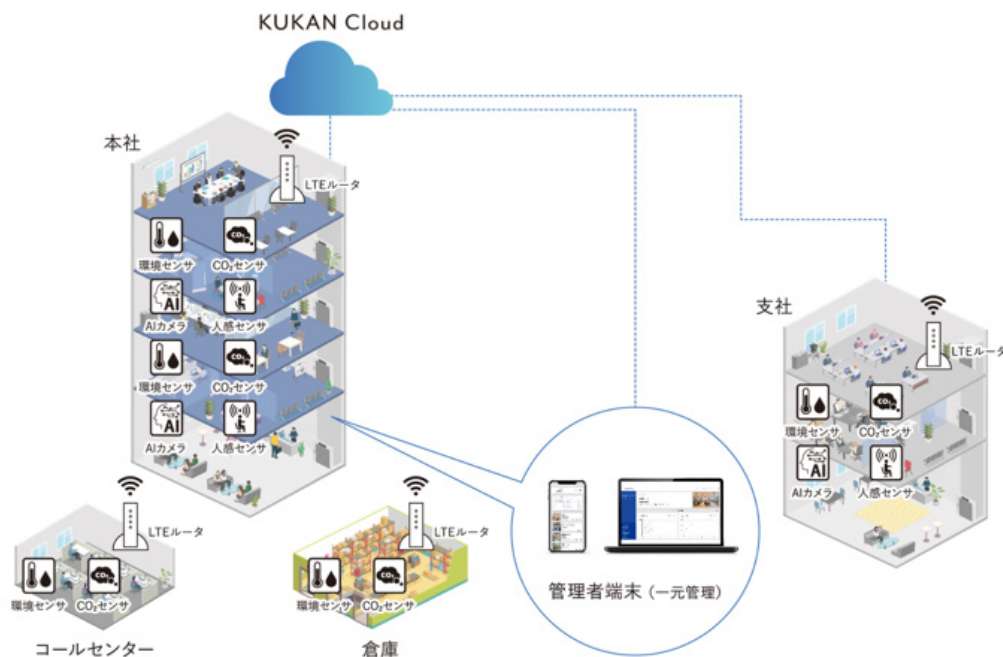 KUKAN Cloud
本社
LTEルータ
環境センサ
CO₂センサ
AIカメラ
人感センサ
環境センサ
CO₂センサ
AIカメラ
人感センサ
支社
LTEルータ
環境センサ
CO₂センサ
AIカメラ
人感センサ
LTEルータ
環境センサ
CO₂センサ
コールセンター
LTEルータ
環境センサ
CO₂センサ
倉庫
管理者端末（一元管理）